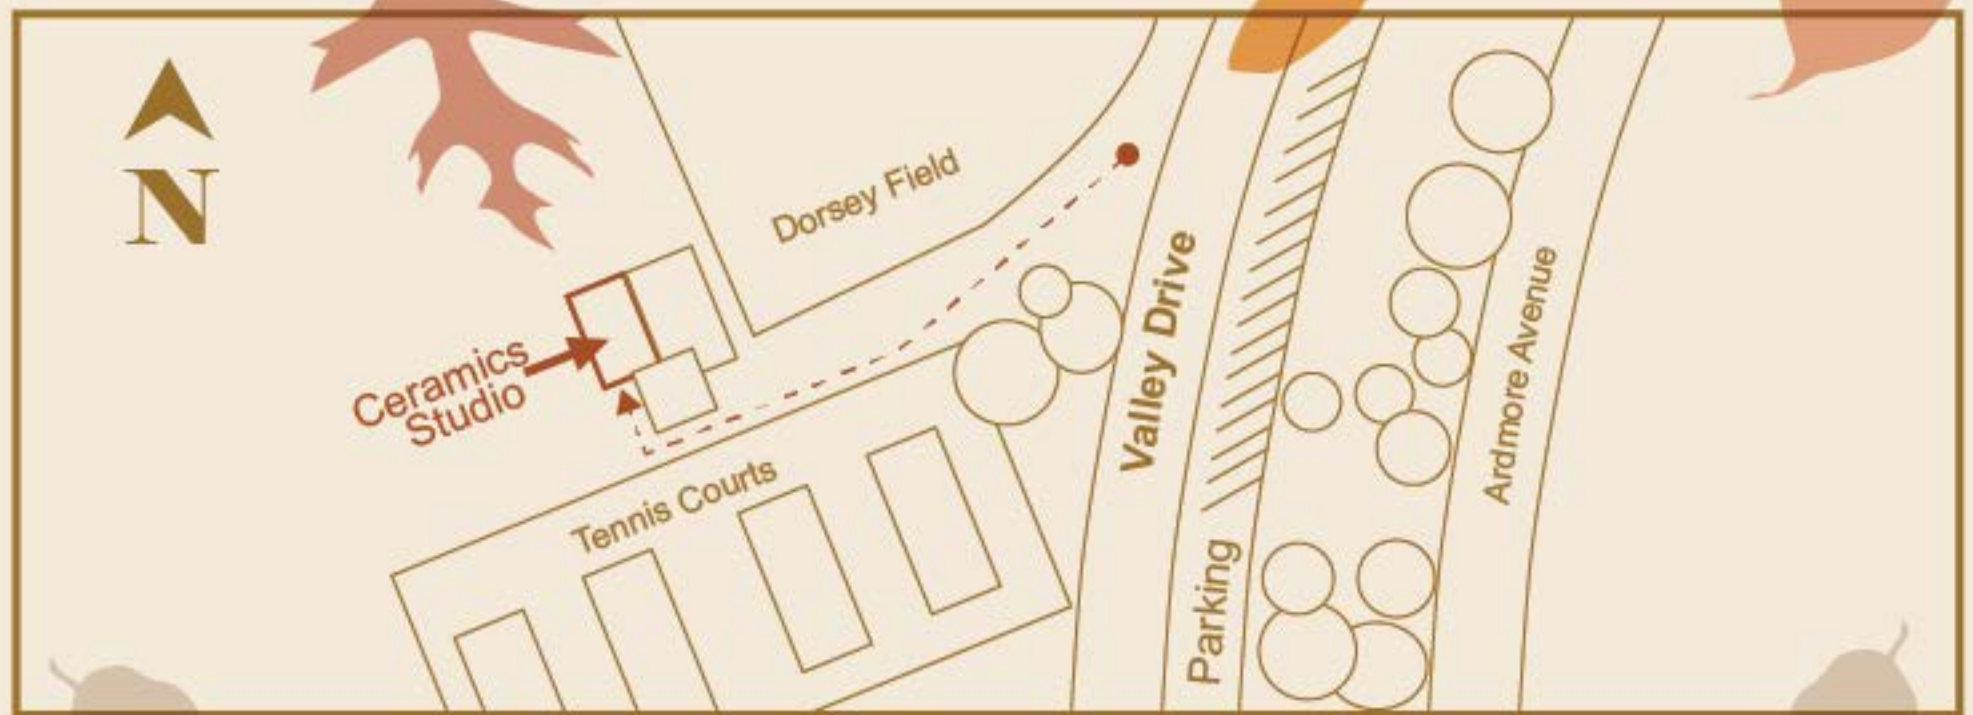 N
Dorsey Field
Ceramics
Studio
Valley Drive
Ardmore Avenue
Tennis Courts
Parking